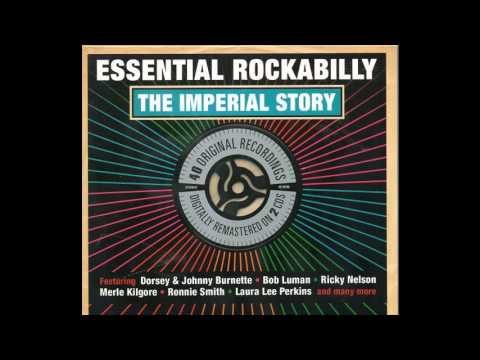 ESSENTIAL ROCKABILLY
THE IMPERIAL STORY
40 ORIGINAL RECORDINGS
DIGITALLY REMASTERED ON 2 CDS
Featuring Dorsey & Johnny Burnette • Bob Luman • Ricky Nelson
Merle Kilgore • Ronnie Smith • Laura Lee Perkins and many more